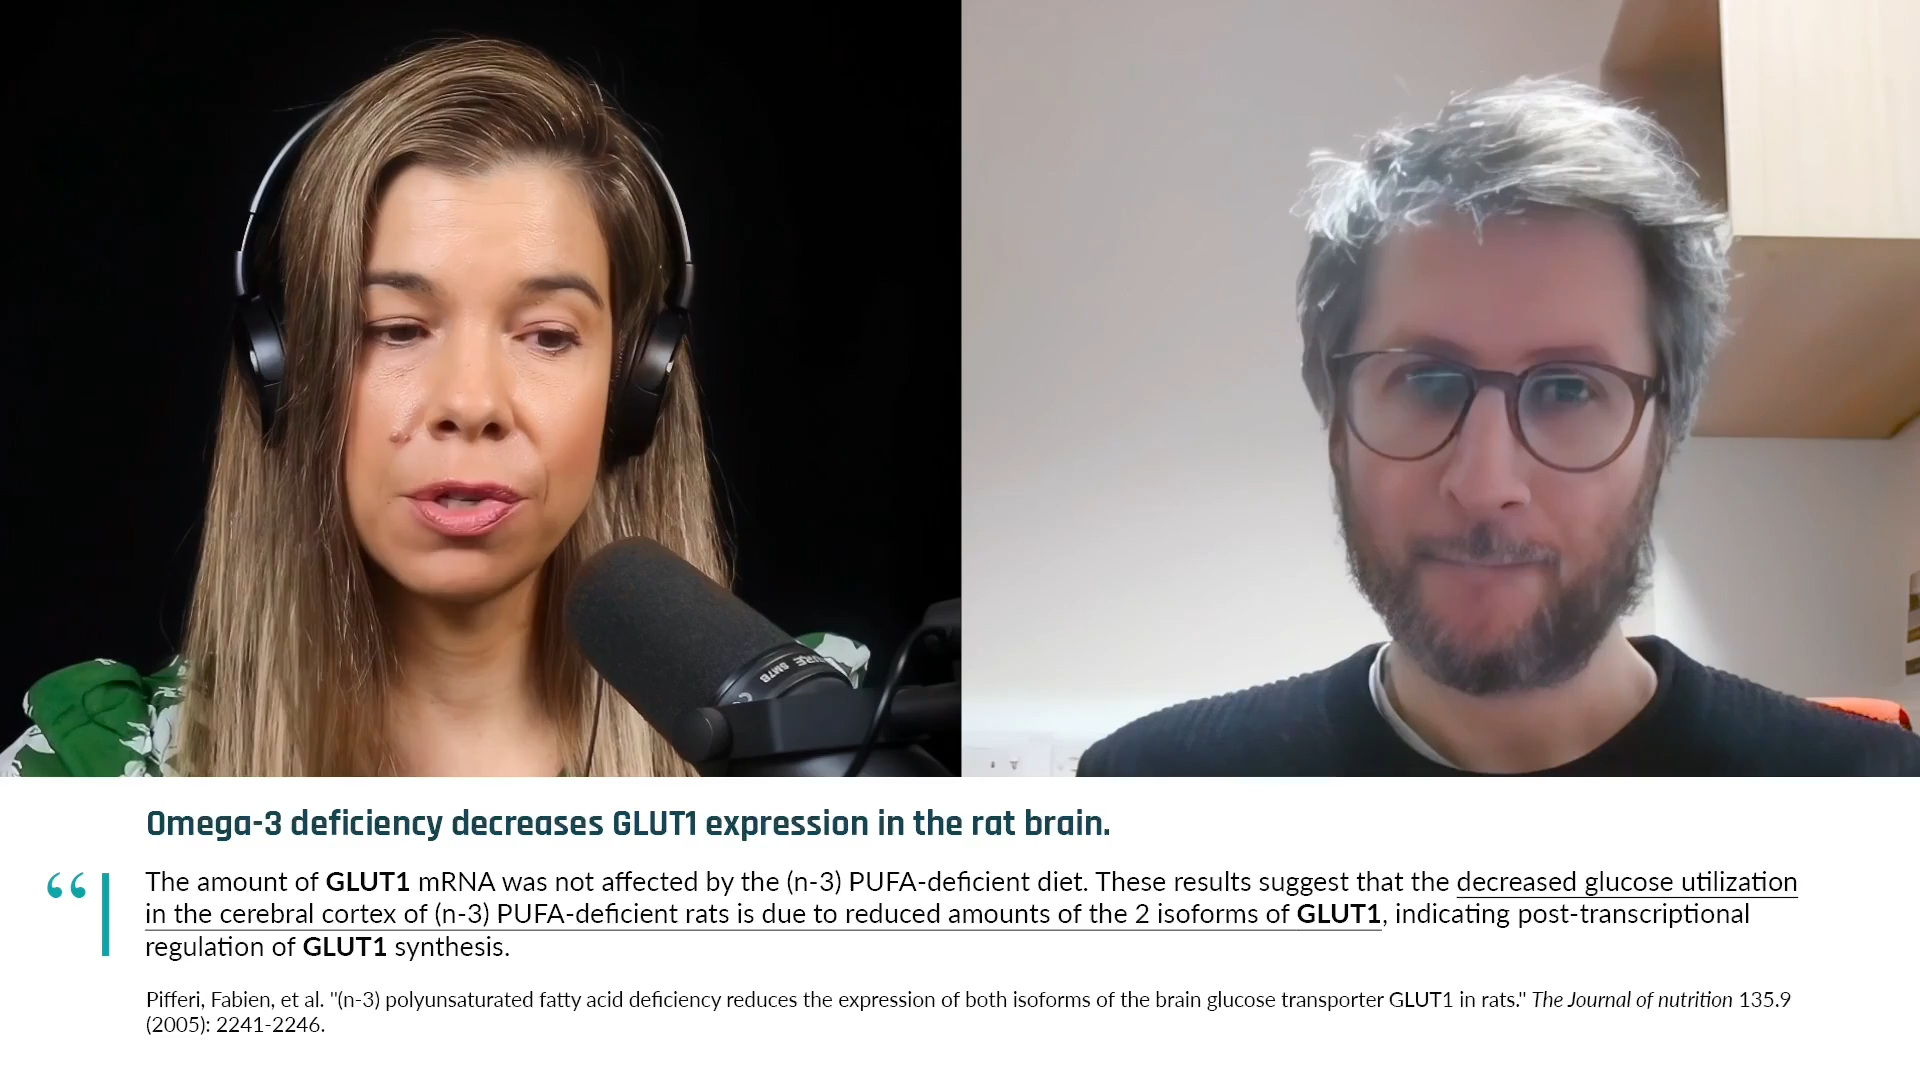 SHURE SM7B
Omega-3 deficiency decreases GLUT1 expression in the rat brain.
“ The amount of GLUT1 mRNA was not affected by the (n-3) PUFA-deficient diet. These results suggest that the decreased glucose utilization
in the cerebral cortex of (n-3) PUFA-deficient rats is due to reduced amounts of the 2 isoforms of GLUT1, indicating post-transcriptional
regulation of GLUT1 synthesis.
Pifferi, Fabien, et al. "(n-3) polyunsaturated fatty acid deficiency reduces the expression of both isoforms of the brain glucose transporter GLUT1 in rats." The Journal of nutrition 135.9
(2005): 2241-2246.